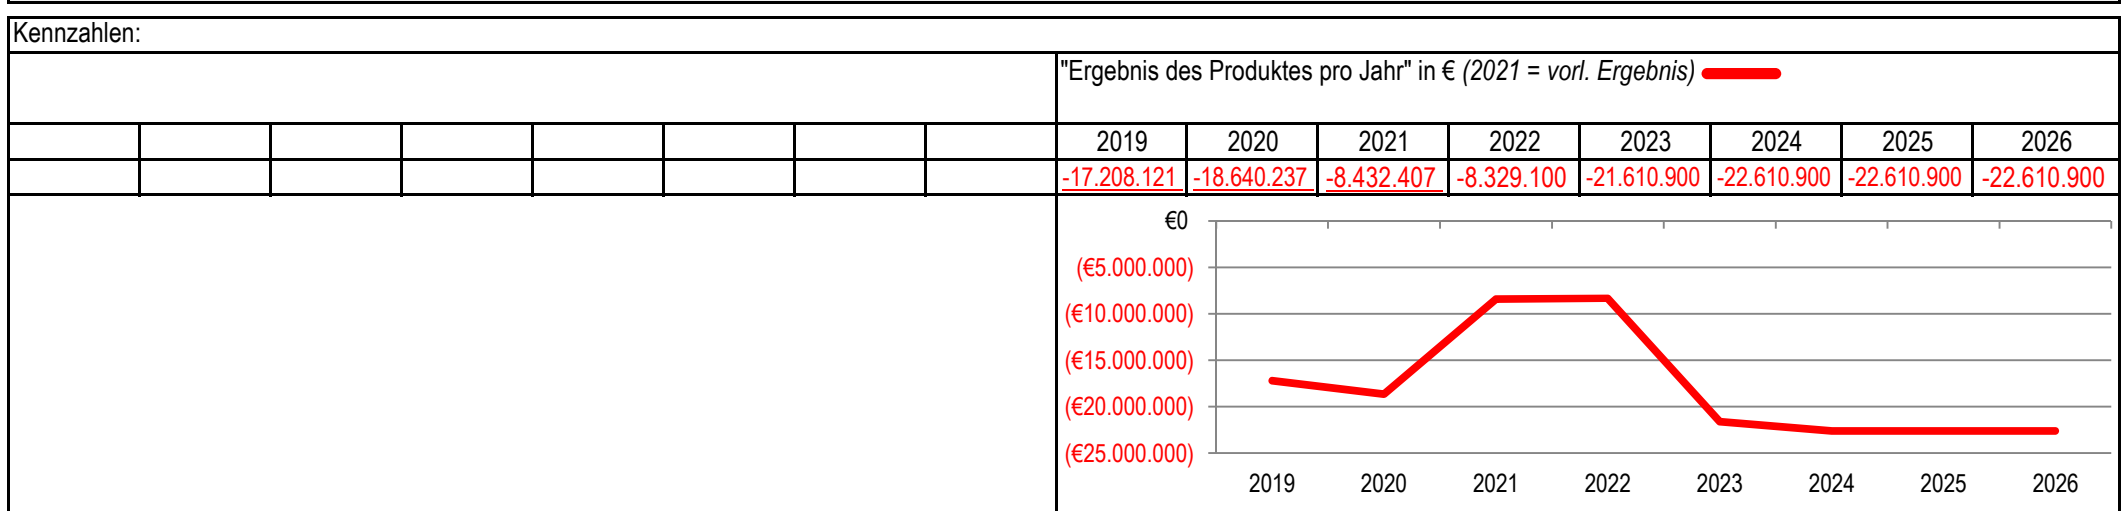 Kennzahlen:
"Ergebnis des Produktes pro Jahr" in € (2021 = vorl. Ergebnis)
2019 2020 2021 2022 2023 2024 2025 2026
-17.208.121 -18.640.237 -8.432.407 -8.329.100 -21.610.900 -22.610.900 -22.610.900 -22.610.900
€0
(€5.000.000)
(€10.000.000)
(€15.000.000)
(€20.000.000)
(€25.000.000)
2019 2020 2021 2022 2023 2024 2025 2026